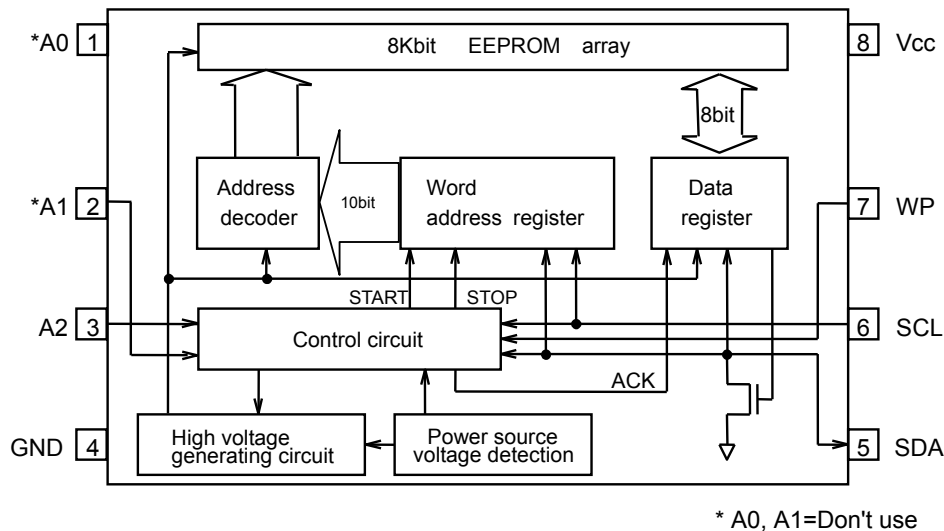 *A0 1
8Kbit EEPROM array
8 Vcc
8bit
*A1 2
Address
decoder
10bit
Word
address register
Data
register
7 WP
START
STOP
A2 3
Control circuit
6 SCL
ACK
GND 4
High voltage
generating circuit
Power source
voltage detection
5 SDA
* A0, A1=Don't use